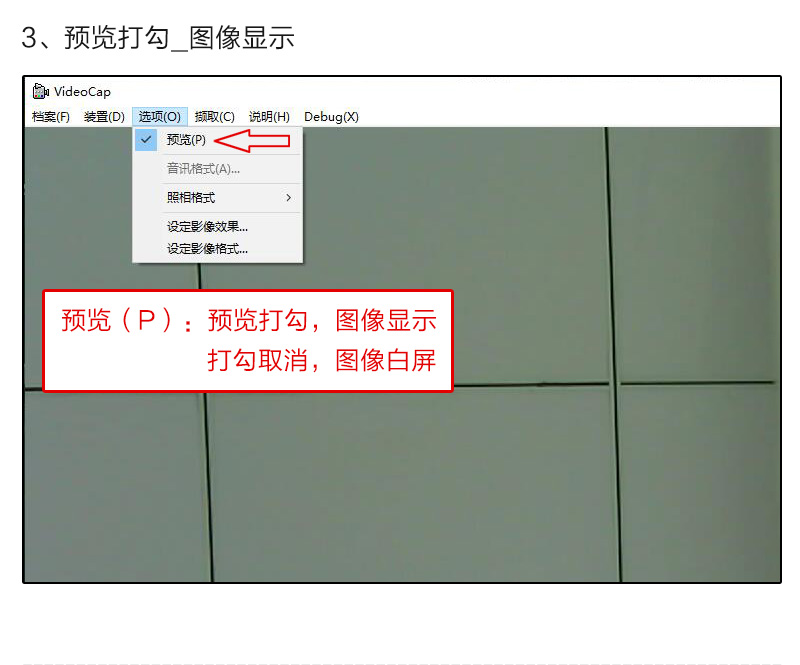 3、预览打勾_图像显示
VideoCap
档案(F) 装置(D) 选项(O) 撷取(C) 说明(H) Debug(X)
预览(P)
音讯格式(A)...
照相格式
设定影像效果...
设定影像格式...
预览（P）：预览打勾，图像显示
打勾取消，图像白屏